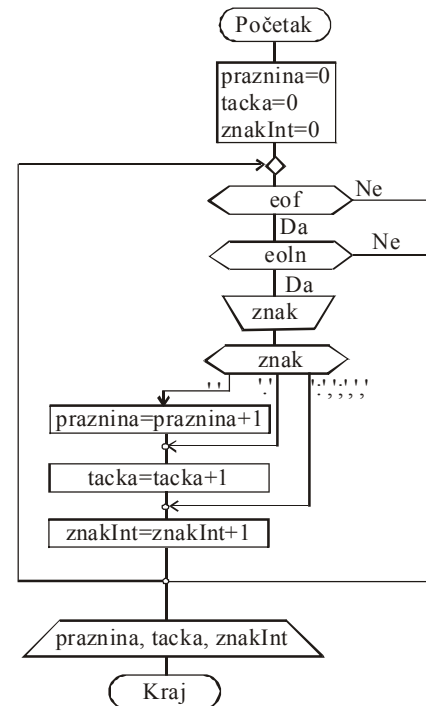 Početak
praznina=0
tacka=0
znakInt=0
eof Ne
Da
eoln Ne
Da
znak
znak
' ' '.' ':',';',','
praznina=praznina+1
tacka=tacka+1
znakInt=znakInt+1
praznina, tacka, znakInt
Kraj